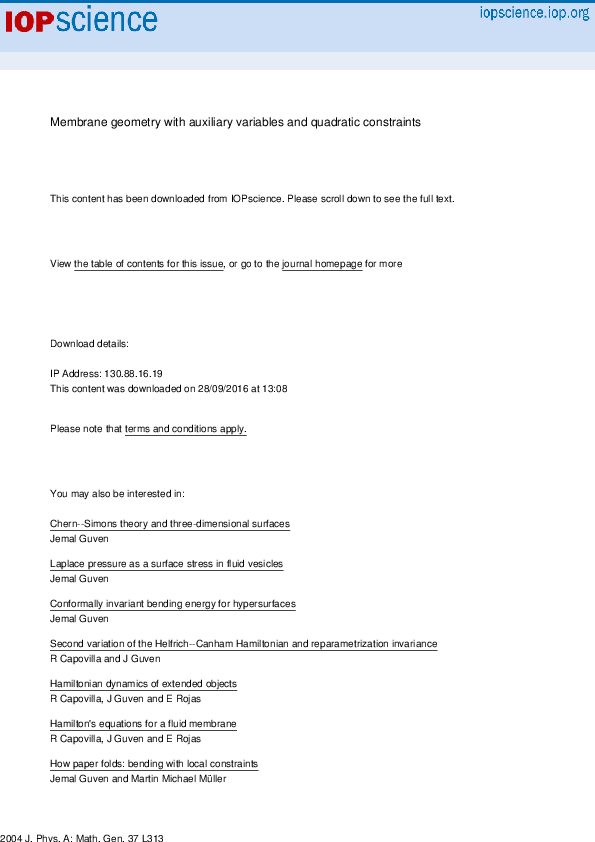 IOPscience
iopscience.iop.org
Membrane geometry with auxiliary variables and quadratic constraints
This content has been downloaded from IOPscience. Please scroll down to see the full text.
View the table of contents for this issue, or go to the journal homepage for more
Download details:
IP Address: 130.88.16.19
This content was downloaded on 28/09/2016 at 13:08
Please note that terms and conditions apply.
You may also be interested in:
Chern--Simons theory and three-dimensional surfaces
Jemal Guven
Laplace pressure as a surface stress in fluid vesicles
Jemal Guven
Conformally invariant bending energy for hypersurfaces
Jemal Guven
Second variation of the Helfrich--Canham Hamiltonian and reparametrization invariance
R Capovilla and J Guven
Hamiltonian dynamics of extended objects
R Capovilla, J Guven and E Rojas
Hamilton's equations for a fluid membrane
R Capovilla, J Guven and E Rojas
How paper folds: bending with local constraints
Jemal Guven and Martin Michael Müller
2004 J. Phys. A: Math. Gen. 37 L313